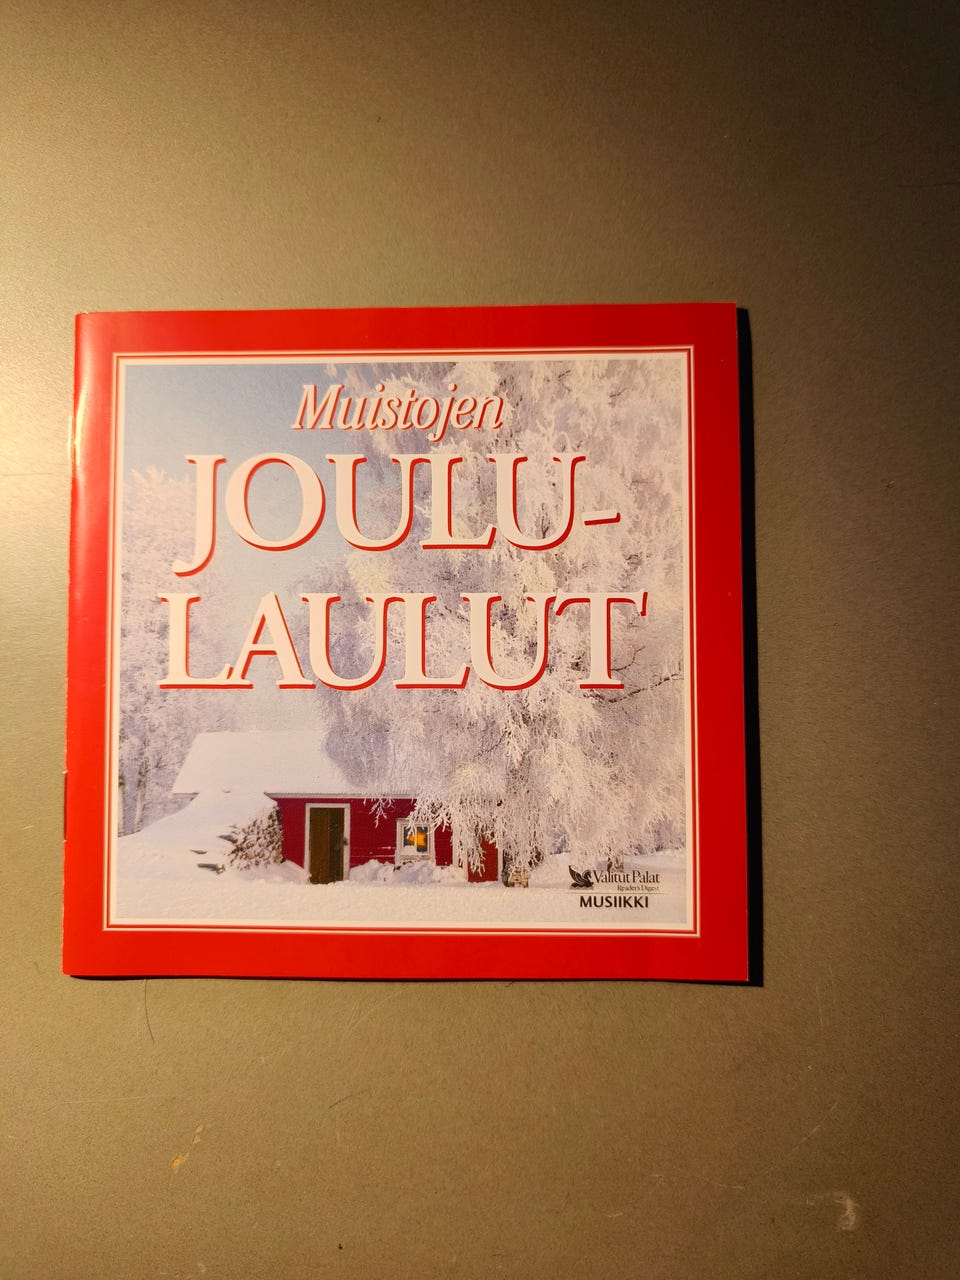 Muistojen
JOULU-
LAULUT
Valitut Palat
Reader's Digest
MUSIIKKI